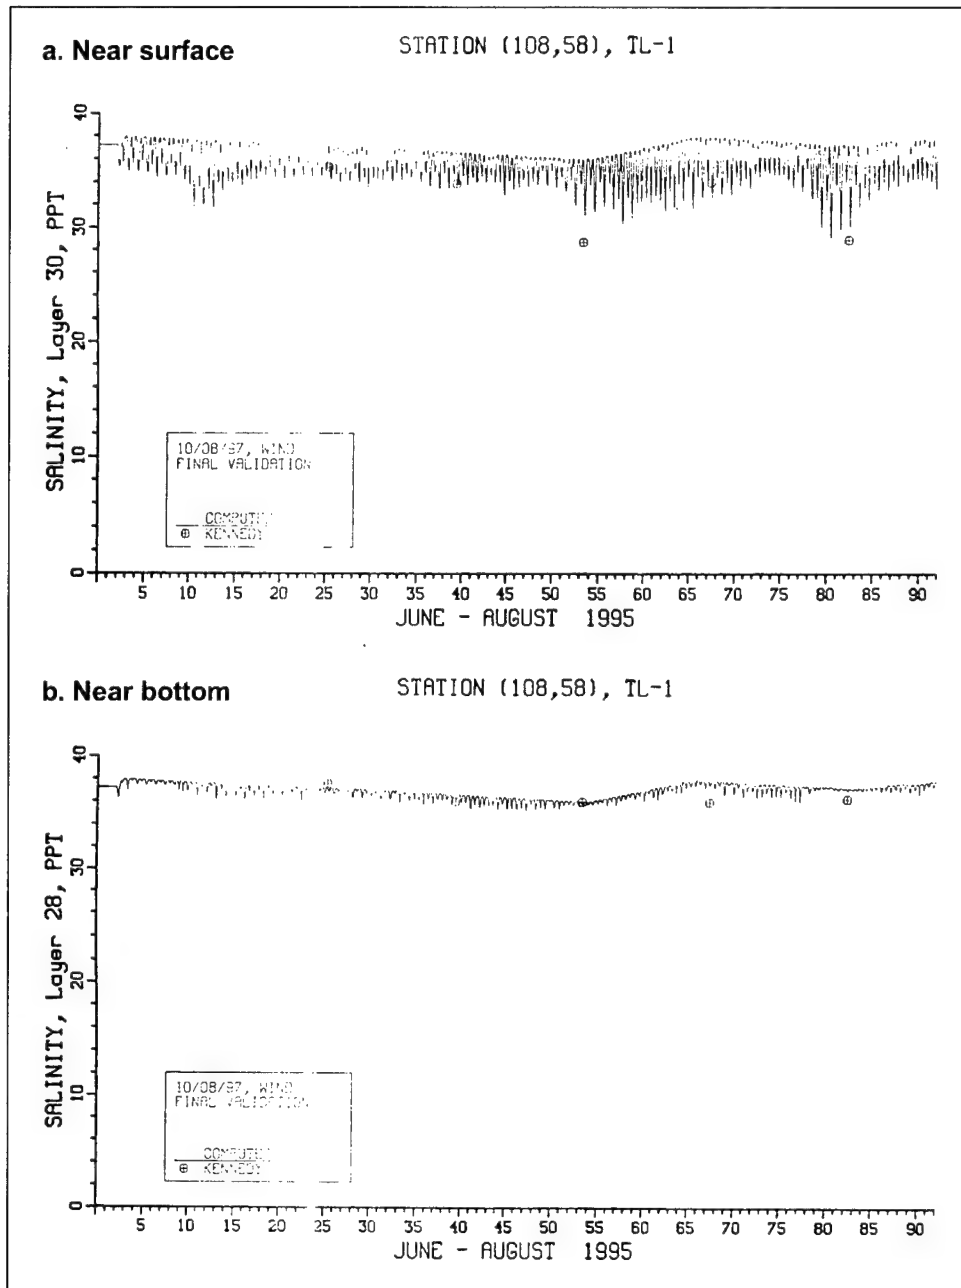 a. Near surface
STATION (108,58), TL-1
SALINITY, Layer 30, PPT
40
30
20
10
0
10/08/97, WIND
FINAL VALIDATION
COMPUTE
⊕ KENNEDY
5 10 15 20 25 30 35 40 45 50 55 60 65 70 75 80 85 90
JUNE - AUGUST 1995
b. Near bottom
STATION (108,58), TL-1
SALINITY, Layer 28, PPT
40
30
20
10
0
10/08/97, WIND
FINAL VALIDATION
COMPUTE
⊕ KENNEDY
5 10 15 20 25 30 35 40 45 50 55 60 65 70 75 80 85 90
JUNE - AUGUST 1995